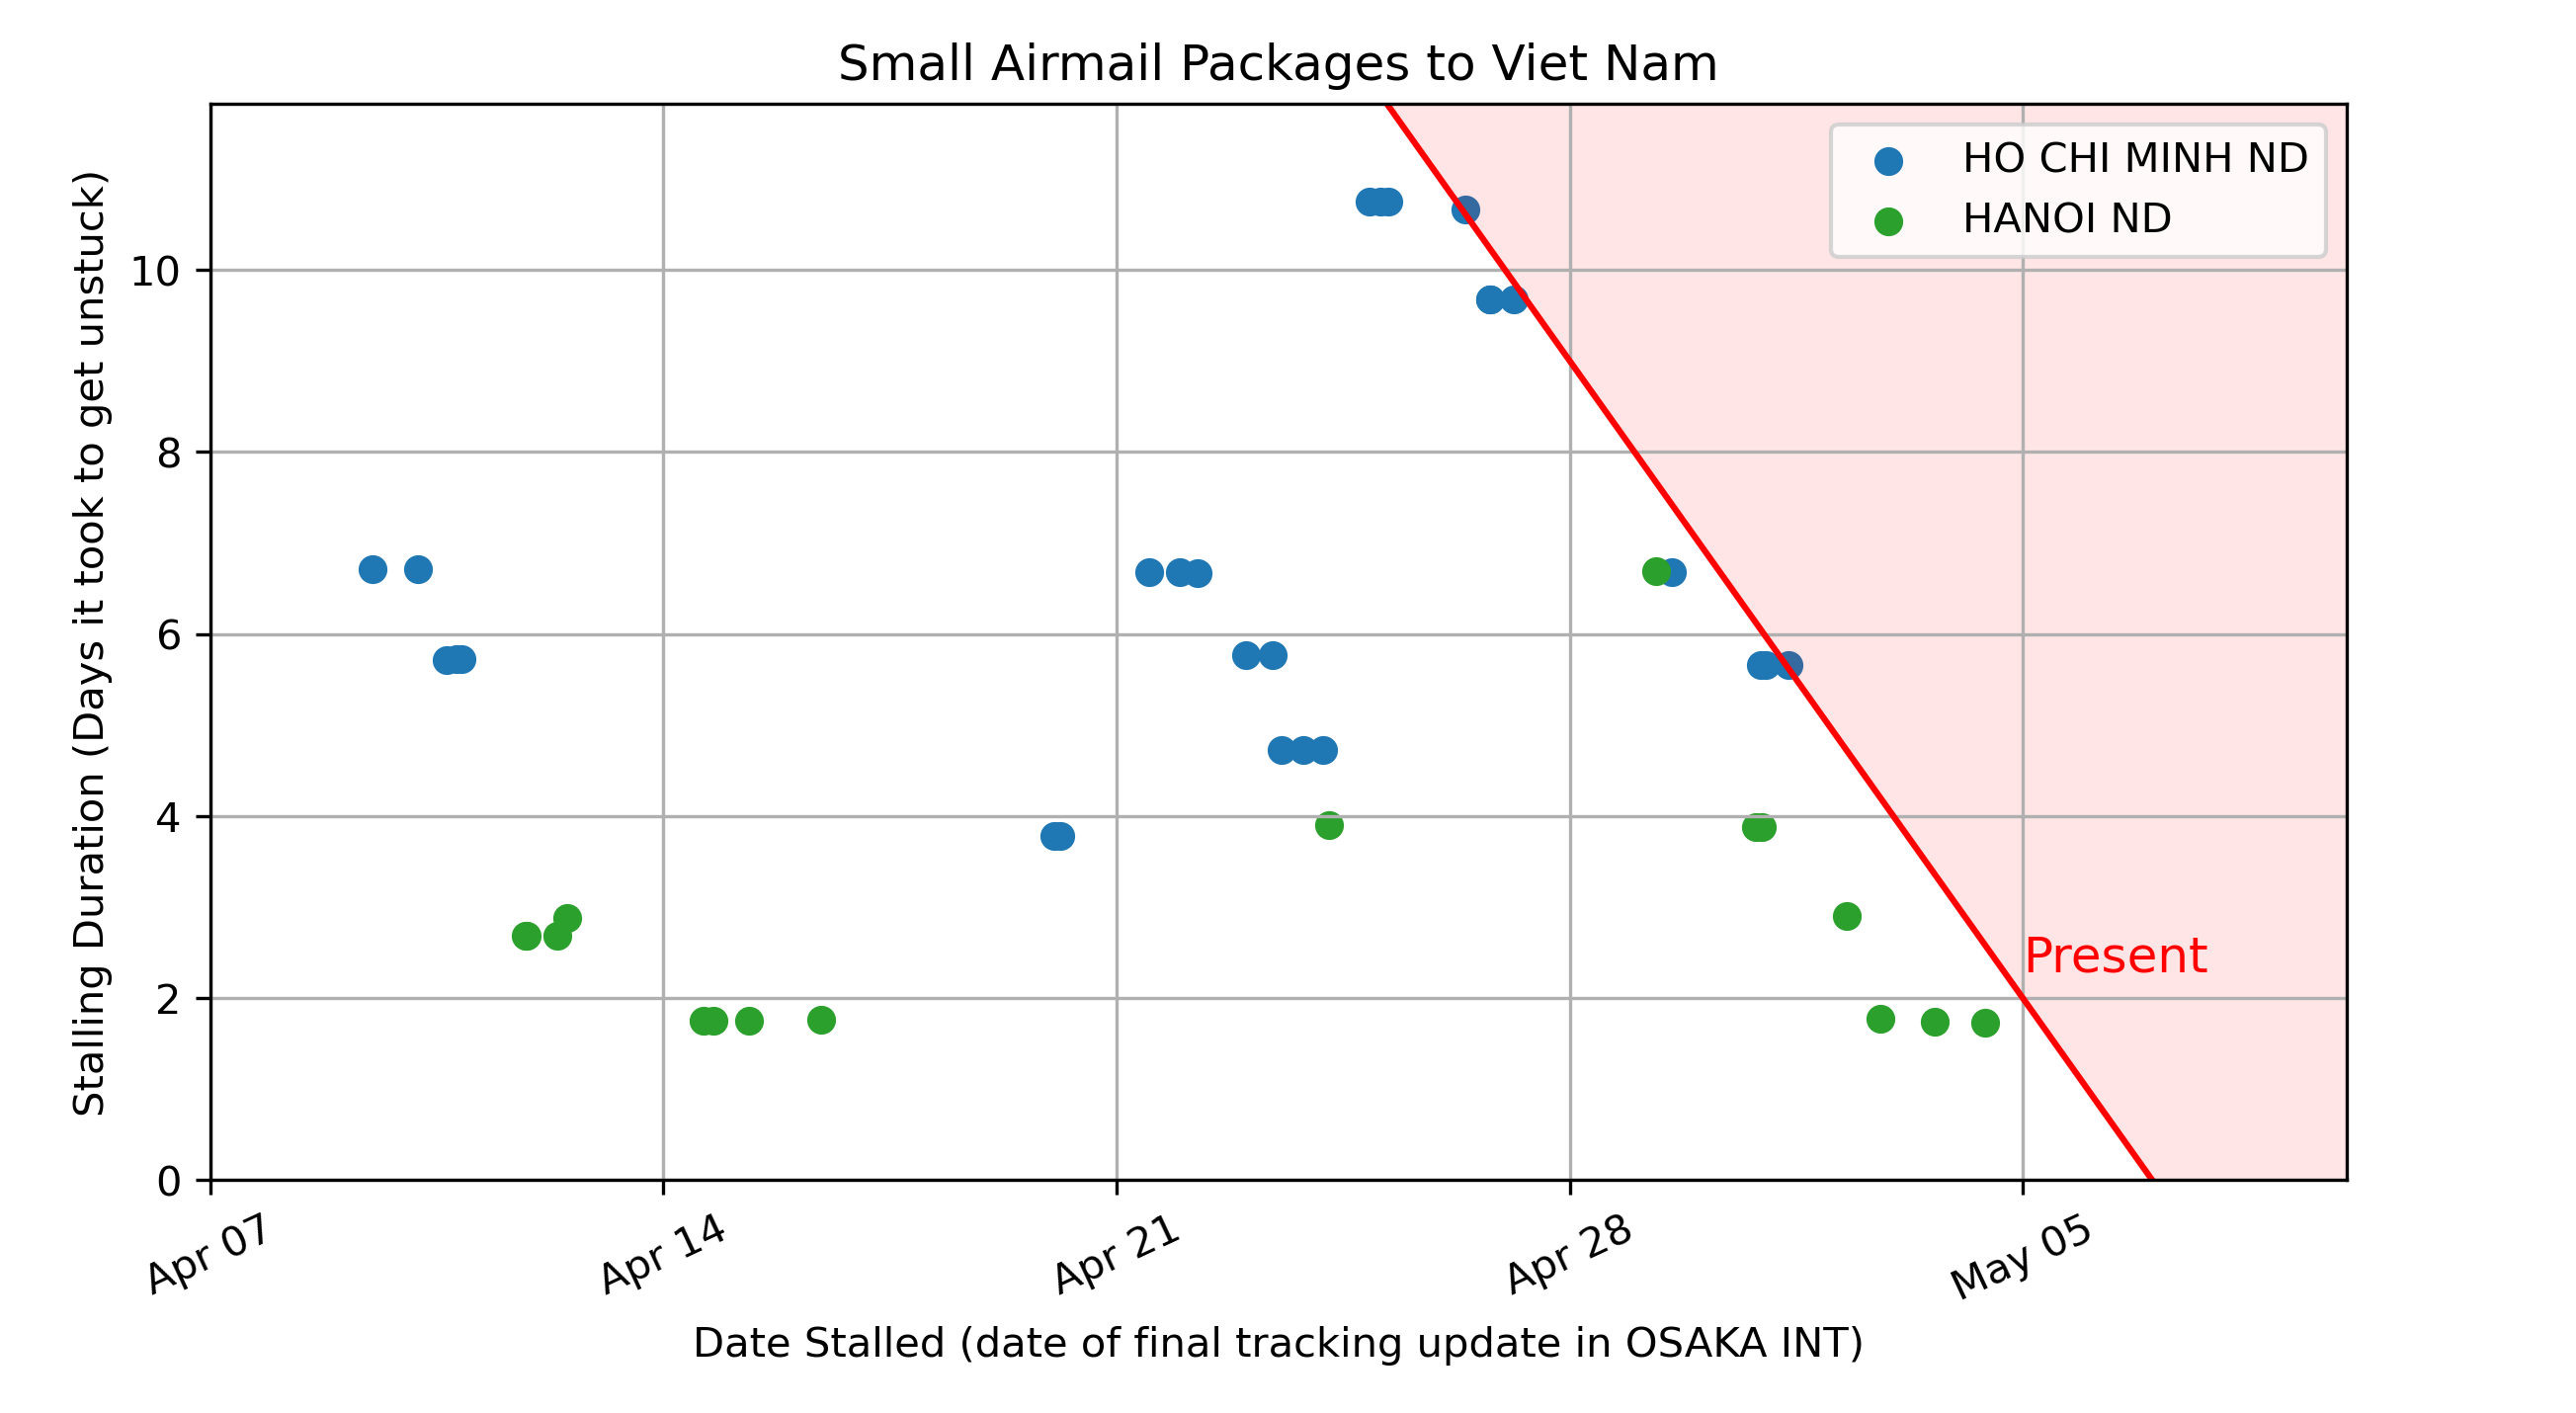 Small Airmail Packages to Viet Nam
HO CHI MINH ND
HANOI ND
Stalling Duration (Days it took to get unstuck)
10
8
6
4
2
0
Present
Apr 07
Apr 14
Apr 21
Apr 28
May 05
Date Stalled (date of final tracking update in OSAKA INT)